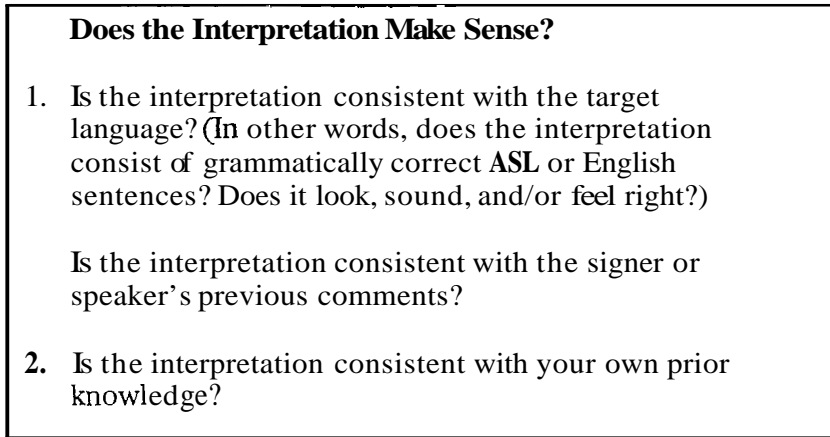 Does the Interpretation Make Sense?
1. Is the interpretation consistent with the target
language? (In other words, does the interpretation
consist of grammatically correct ASL or English
sentences? Does it look, sound, and/or feel right?)
Is the interpretation consistent with the signer or
speaker's previous comments?
2. Is the interpretation consistent with your own prior
knowledge?